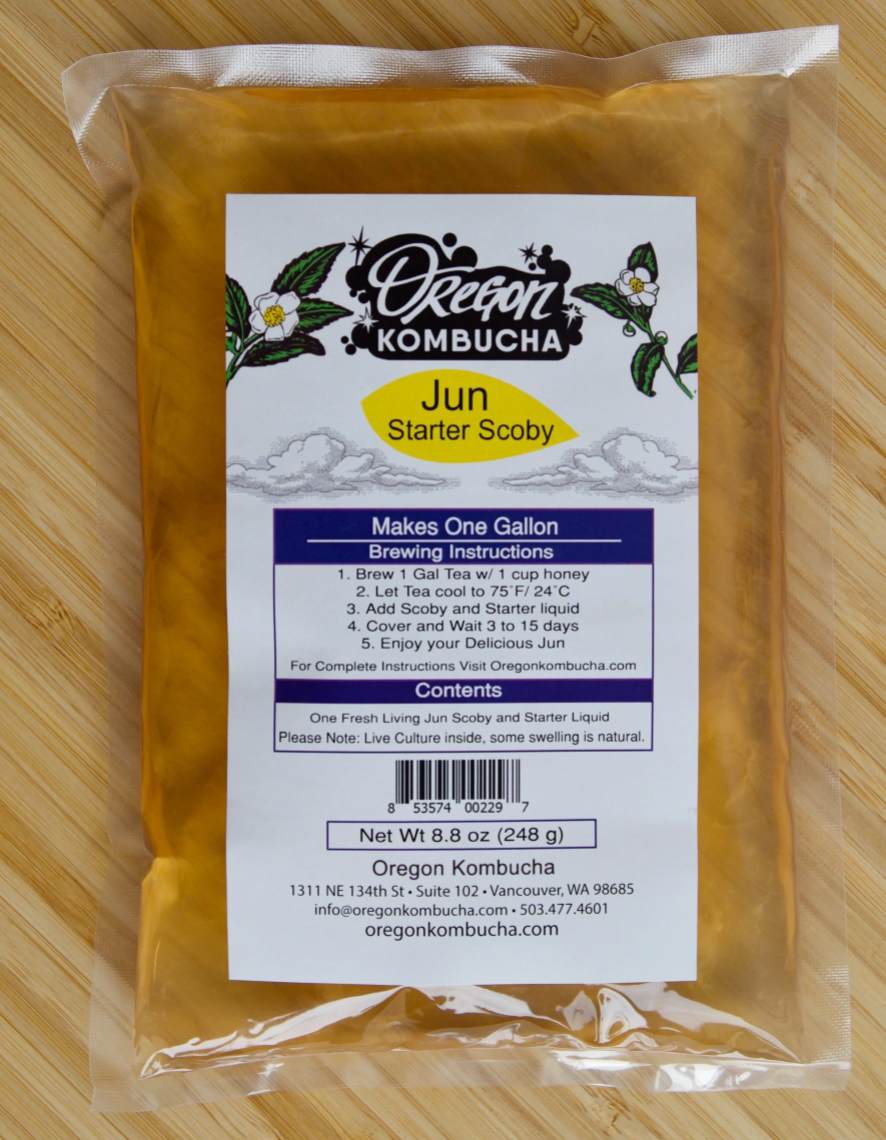 Oregon
KOMBUCHA
Jun
Starter Scoby
Makes One Gallon
Brewing Instructions
1. Brew 1 Gal Tea w/ 1 cup honey
2. Let Tea cool to 75°F/ 24°C
3. Add Scoby and Starter liquid
4. Cover and Wait 3 to 15 days
5. Enjoy your Delicious Jun
For Complete Instructions Visit Oregonkombucha.com
Contents
One Fresh Living Jun Scoby and Starter Liquid
Please Note: Live Culture inside, some swelling is natural.
8 53574 00229 7
Net Wt 8.8 oz (248 g)
Oregon Kombucha
1311 NE 134th St • Suite 102 • Vancouver, WA 98685
info@oregonkombucha.com • 503.477.4601
oregonkombucha.com